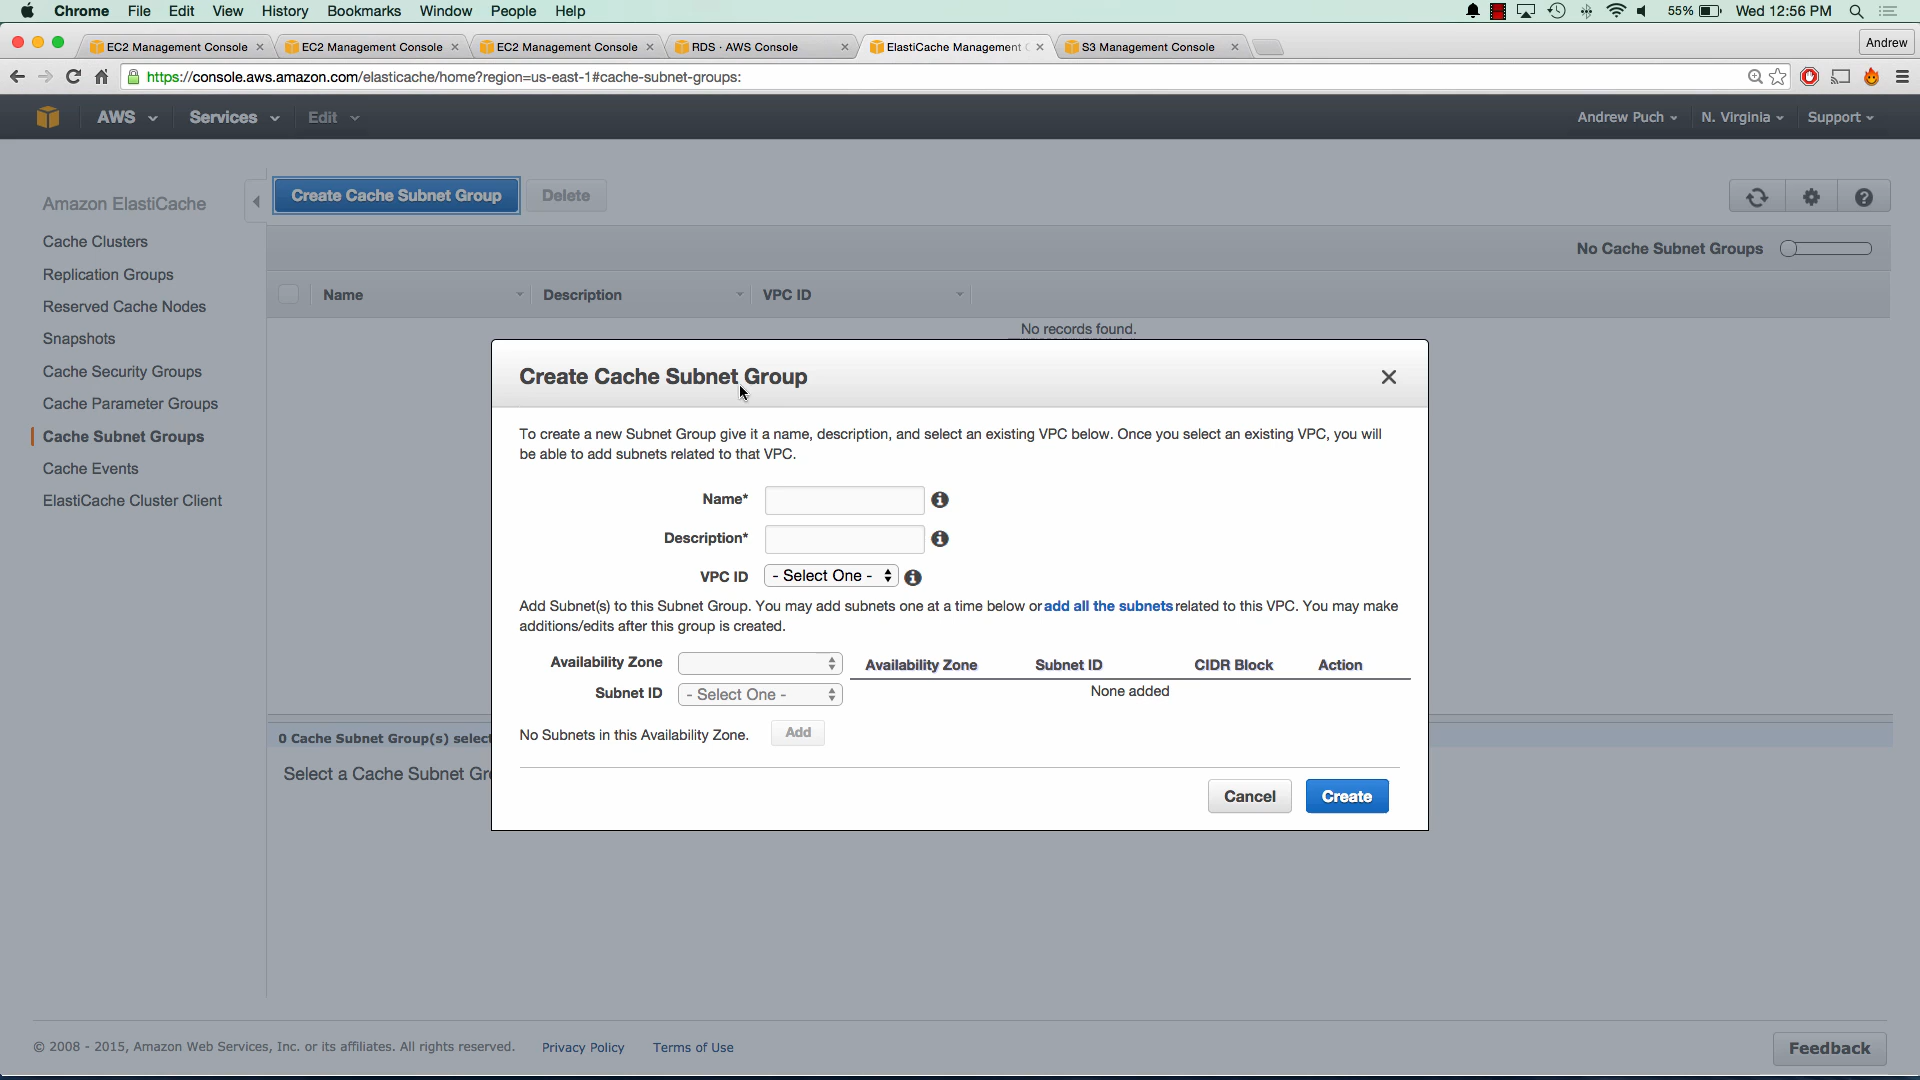 Chrome File Edit View History Bookmarks Window People Help 55% Wed 12:56 PM
EC2 Management Console EC2 Management Console EC2 Management Console RDS · AWS Console ElastiCache Management C S3 Management Console Andrew
https://console.aws.amazon.com/elasticache/home?region=us-east-1#cache-subnet-groups:
AWS Services Edit Andrew Puch N. Virginia Support
Amazon ElastiCache
Cache Clusters
Replication Groups
Reserved Cache Nodes
Snapshots
Cache Security Groups
Cache Parameter Groups
Cache Subnet Groups
Cache Events
ElastiCache Cluster Client
Create Cache Subnet Group Delete
No Cache Subnet Groups
Name Description VPC ID
No records found.
Create Cache Subnet Group
To create a new Subnet Group give it a name, description, and select an existing VPC below. Once you select an existing VPC, you will
be able to add subnets related to that VPC.
Name*
Description*
VPC ID - Select One -
Add Subnet(s) to this Subnet Group. You may add subnets one at a time below or add all the subnets related to this VPC. You may make
additions/edits after this group is created.
Availability Zone
Subnet ID - Select One -
Availability Zone Subnet ID CIDR Block Action
None added
No Subnets in this Availability Zone. Add
Cancel Create
0 Cache Subnet Group(s) select
Select a Cache Subnet Gr
© 2008 - 2015, Amazon Web Services, Inc. or its affiliates. All rights reserved. Privacy Policy Terms of Use
Feedback